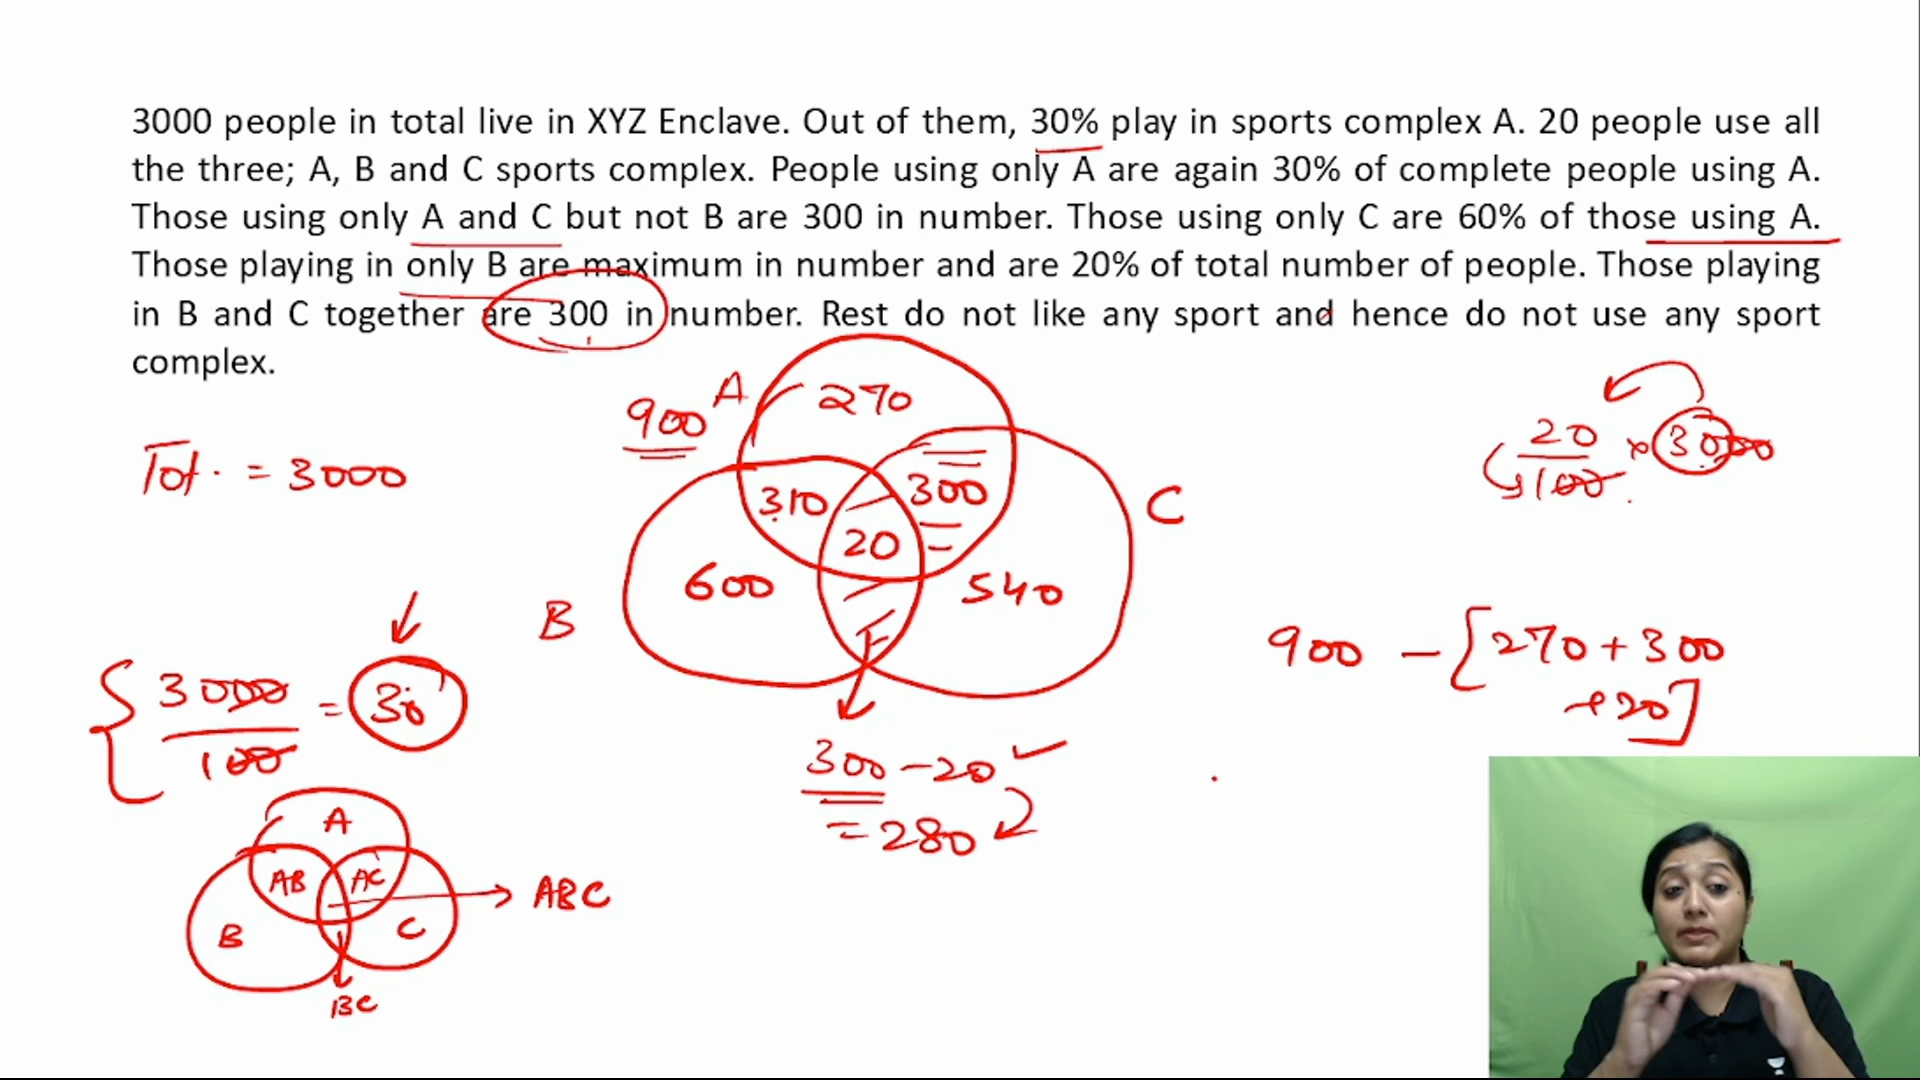 3000 people in total live in XYZ Enclave. Out of them, 30% play in sports complex A. 20 people use all
the three; A, B and C sports complex. People using only A are again 30% of complete people using A.
Those using only A and C but not B are 300 in number. Those using only C are 60% of those using A.
Those playing in only B are maximum in number and are 20% of total number of people. Those playing
in B and C together are 300 in number. Rest do not like any sport and hence do not use any sport
complex.
900 A 270
Tot. = 3000
20/100 × 3000
310 300 C
20
B 600 540
3000/100 = 30
900 - [270 + 300
+20]
300 - 20
= 280
A
AB AC
ABC
B C
BC